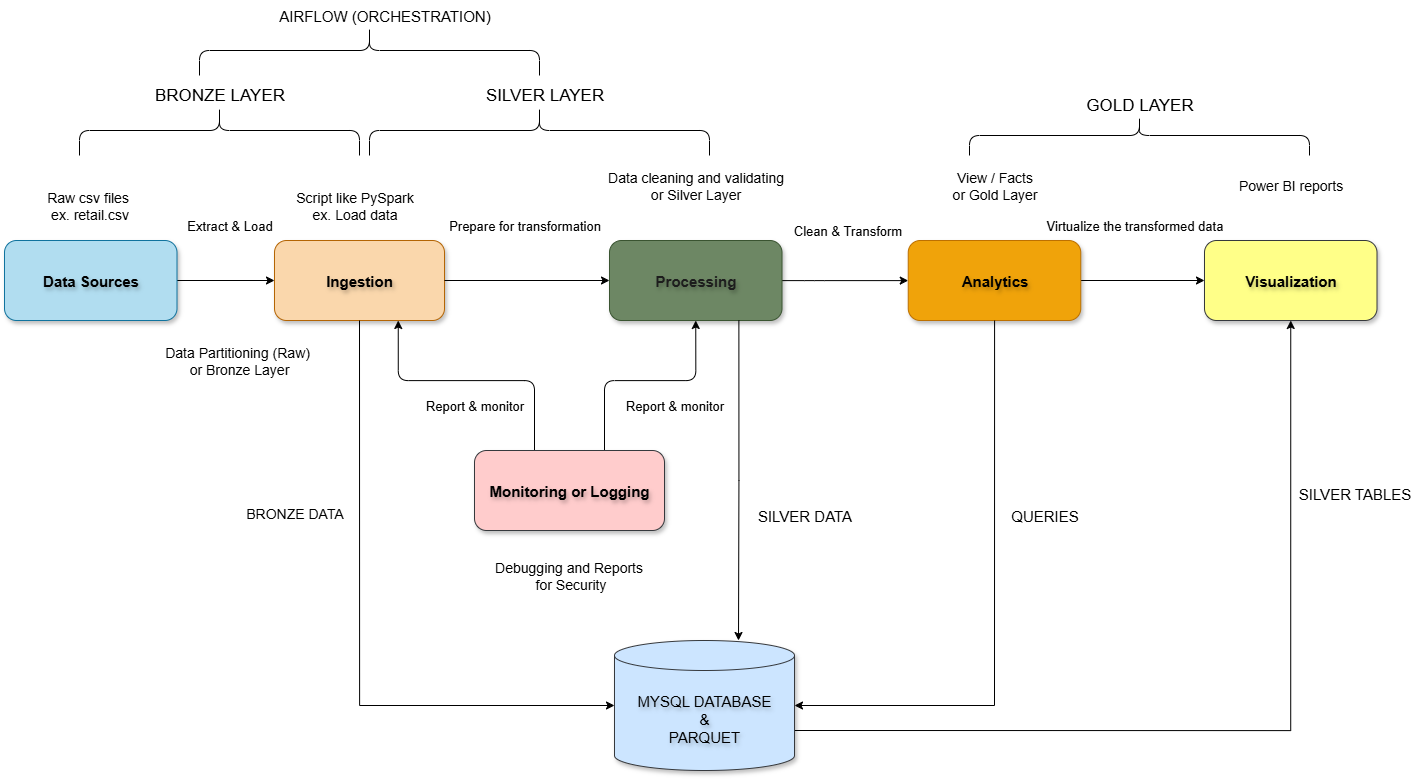 AIRFLOW (ORCHESTRATION)
BRONZE LAYER
SILVER LAYER
GOLD LAYER
Raw csv files
ex. retail.csv
Script like PySpark
ex. Load data
Data cleaning and validating
or Silver Layer
View / Facts
or Gold Layer
Power BI reports
Extract & Load
Prepare for transformation
Clean & Transform
Virtualize the transformed data
Data Sources
Ingestion
Processing
Analytics
Visualization
Data Partitioning (Raw)
or Bronze Layer
Report & monitor
Report & monitor
Monitoring or Logging
BRONZE DATA
SILVER DATA
QUERIES
SILVER TABLES
Debugging and Reports
for Security
MYSQL DATABASE
&
PARQUET